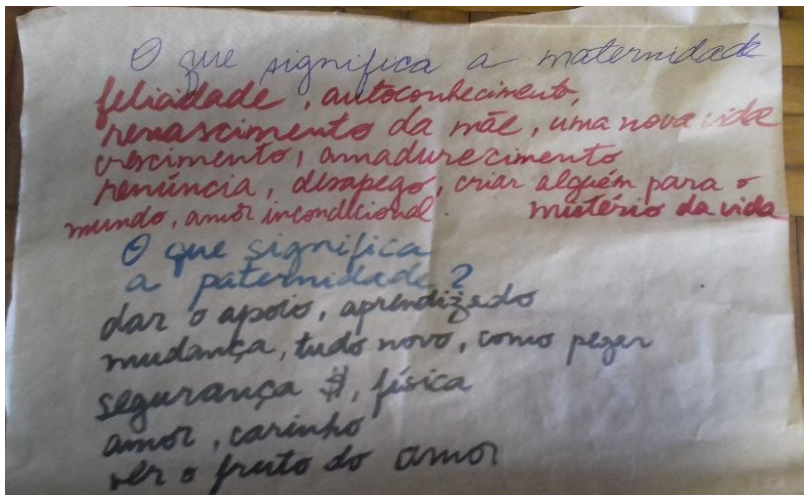 O que significa a maternidade
felicidade, autoconhecimento,
renascimento da mãe, uma nova vida
crescimento, amadurecimento
renúncia, desapego, criar alguém para o
mundo, amor incondicional. mistério da vida
O que significa
a paternidade?
dar o apoio, aprendizado
mudança, tudo novo, como pegar
segurança $, física
amor, carinho
ver o fruto do amor